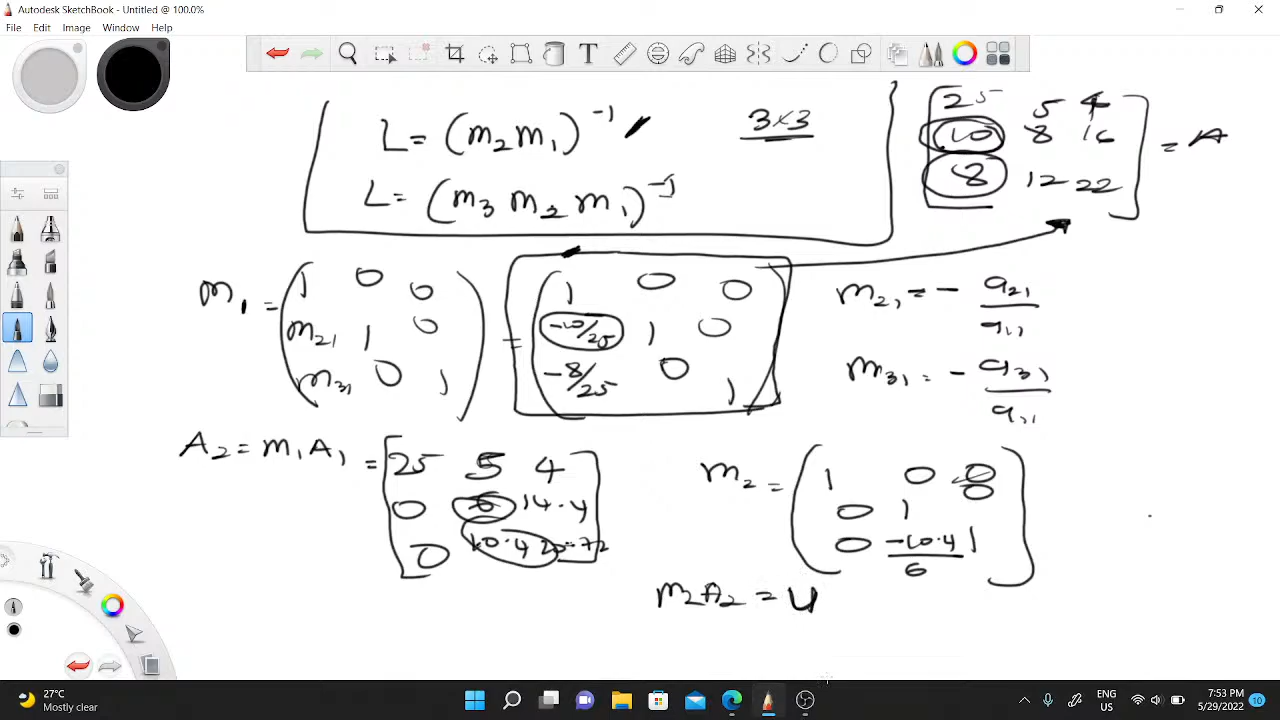 Autodesk SketchBook - Untitled @ 100.0%
File Edit Image Window Help
L = (m2 m1)^-1
3×3
L = (m3 m2 m1)^-1
[25 5 4
10 8 16
8 12 22] = A
m1 = (1 0 0
m21 1 0
m31 0 1)
= (1 0 0
-10/25 1 0
-8/25 0 1)
m21 = - a21/a11
m31 = - a31/a11
A2 = m1 A1 = [25 5 4
0 6 14.4
0 10.4 20.72]
m2 = (1 0 0
0 1 0
0 -10.4/6 1)
m2A2 = U
27°C
Mostly clear
ENG
US
7:53 PM
5/29/2022
10